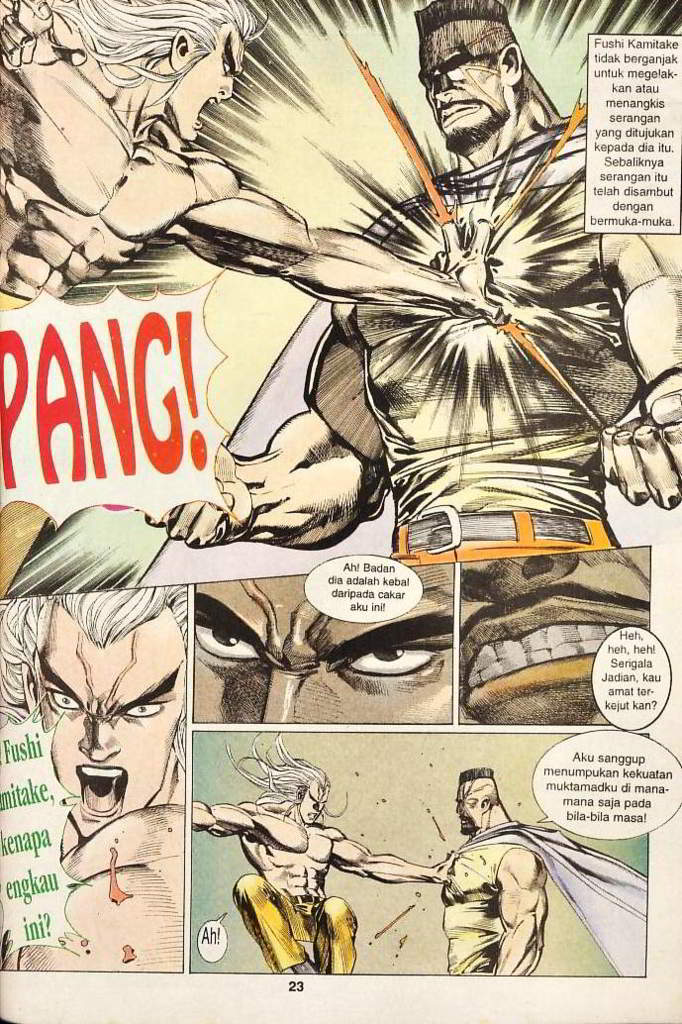 Fushi Kamitake
tidak berganjak
untuk megelak-
kan atau
menangkis
serangan
yang ditujukan
kepada dia itu.
Sebaliknya
serangan itu
telah disambut
dengan
bermuka-muka.
PANG!
Ah! Badan
dia adalah kebal
daripada cakar
aku ini!
Heh,
heh, heh!
Serigala
Jadian, kau
amat ter-
kejut kan?
Fushi
amitake,
kenapa
engkau
ini?
Aku sanggup
menumpukan kekuatan
muktamadku di mana-
mana saja pada
bila-bila masa!
Ah!
23